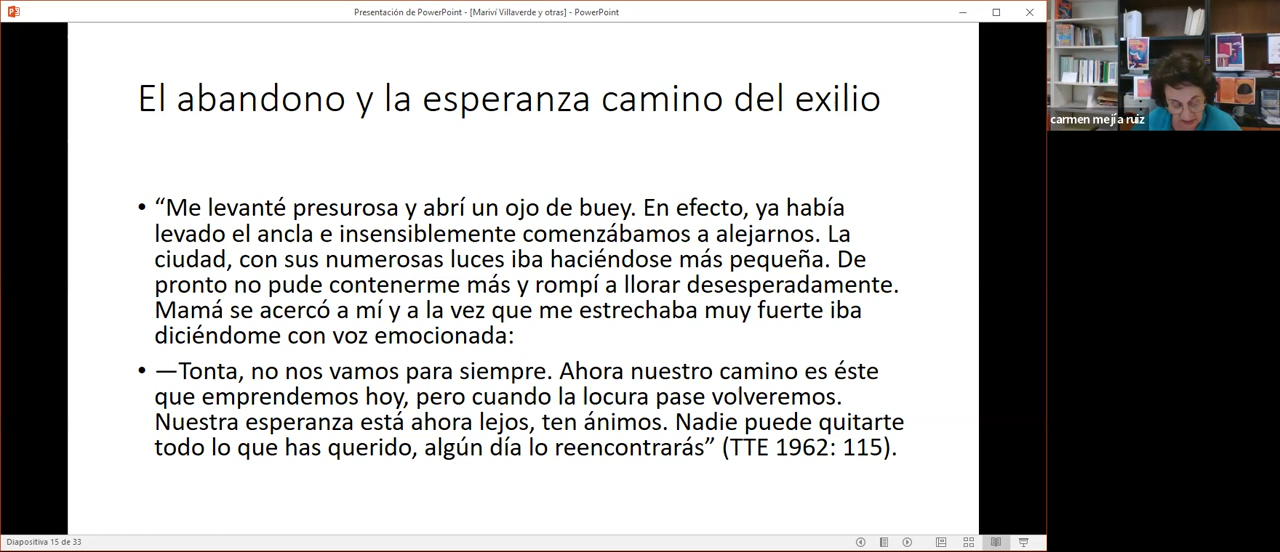 Presentación de PowerPoint - [Mariví Villaverde y otras] - PowerPoint
carmen mejía ruiz
El abandono y la esperanza camino del exilio
• “Me levanté presurosa y abrí un ojo de buey. En efecto, ya había
levado el ancla e insensiblemente comenzábamos a alejarnos. La
ciudad, con sus numerosas luces iba haciéndose más pequeña. De
pronto no pude contenerme más y rompí a llorar desesperadamente.
Mamá se acercó a mí y a la vez que me estrechaba muy fuerte iba
diciéndome con voz emocionada:
• —Tonta, no nos vamos para siempre. Ahora nuestro camino es éste
que emprendemos hoy, pero cuando la locura pase volveremos.
Nuestra esperanza está ahora lejos, ten ánimos. Nadie puede quitarte
todo lo que has querido, algún día lo reencontrarás” (TTE 1962: 115).
Diapositiva 15 de 33